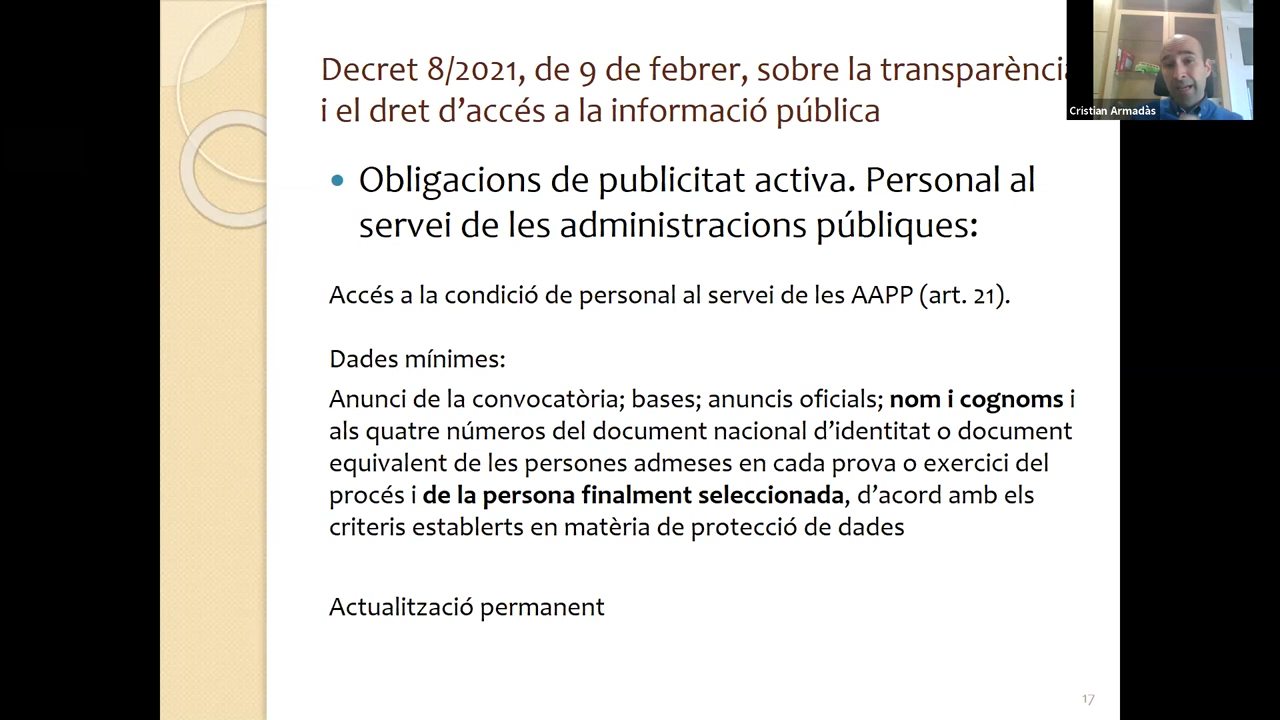 Decret 8/2021, de 9 de febrer, sobre la transparència
i el dret d'accés a la informació pública
Cristian Armadàs
• Obligacions de publicitat activa. Personal al
servei de les administracions públiques:
Accés a la condició de personal al servei de les AAPP (art. 21).
Dades mínimes:
Anunci de la convocatòria; bases; anuncis oficials; nom i cognoms i
als quatre números del document nacional d'identitat o document
equivalent de les persones admeses en cada prova o exercici del
procés i de la persona finalment seleccionada, d'acord amb els
criteris establerts en matèria de protecció de dades
Actualització permanent
17